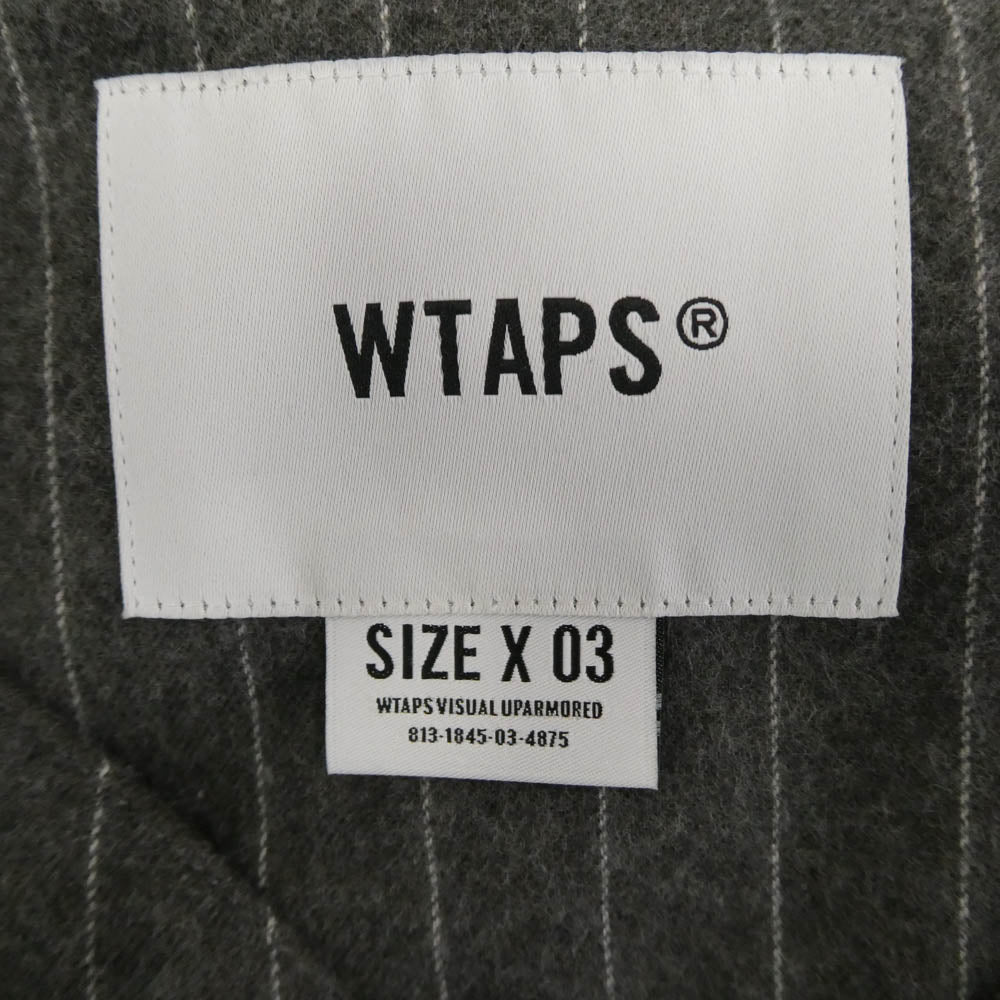 WTAPS®
SIZE X 03
WTAPS VISUAL UPARMORED
813-1845-03-4875